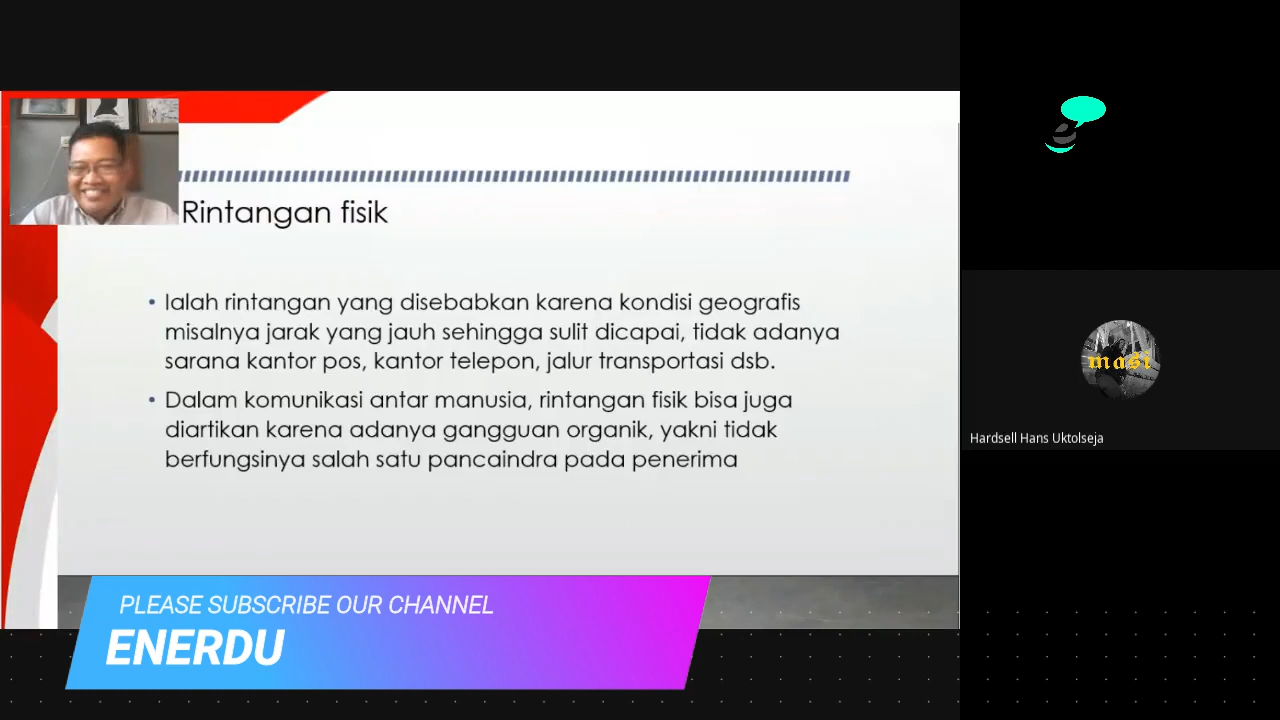 Rintangan fisik
• Ialah rintangan yang disebabkan karena kondisi geografis
misalnya jarak yang jauh sehingga sulit dicapai, tidak adanya
sarana kantor pos, kantor telepon, jalur transportasi dsb.
• Dalam komunikasi antar manusia, rintangan fisik bisa juga
diartikan karena adanya gangguan organik, yakni tidak
berfungsinya salah satu pancaindra pada penerima
masi
Hardsell Hans Uktolseja
PLEASE SUBSCRIBE OUR CHANNEL
ENERDU